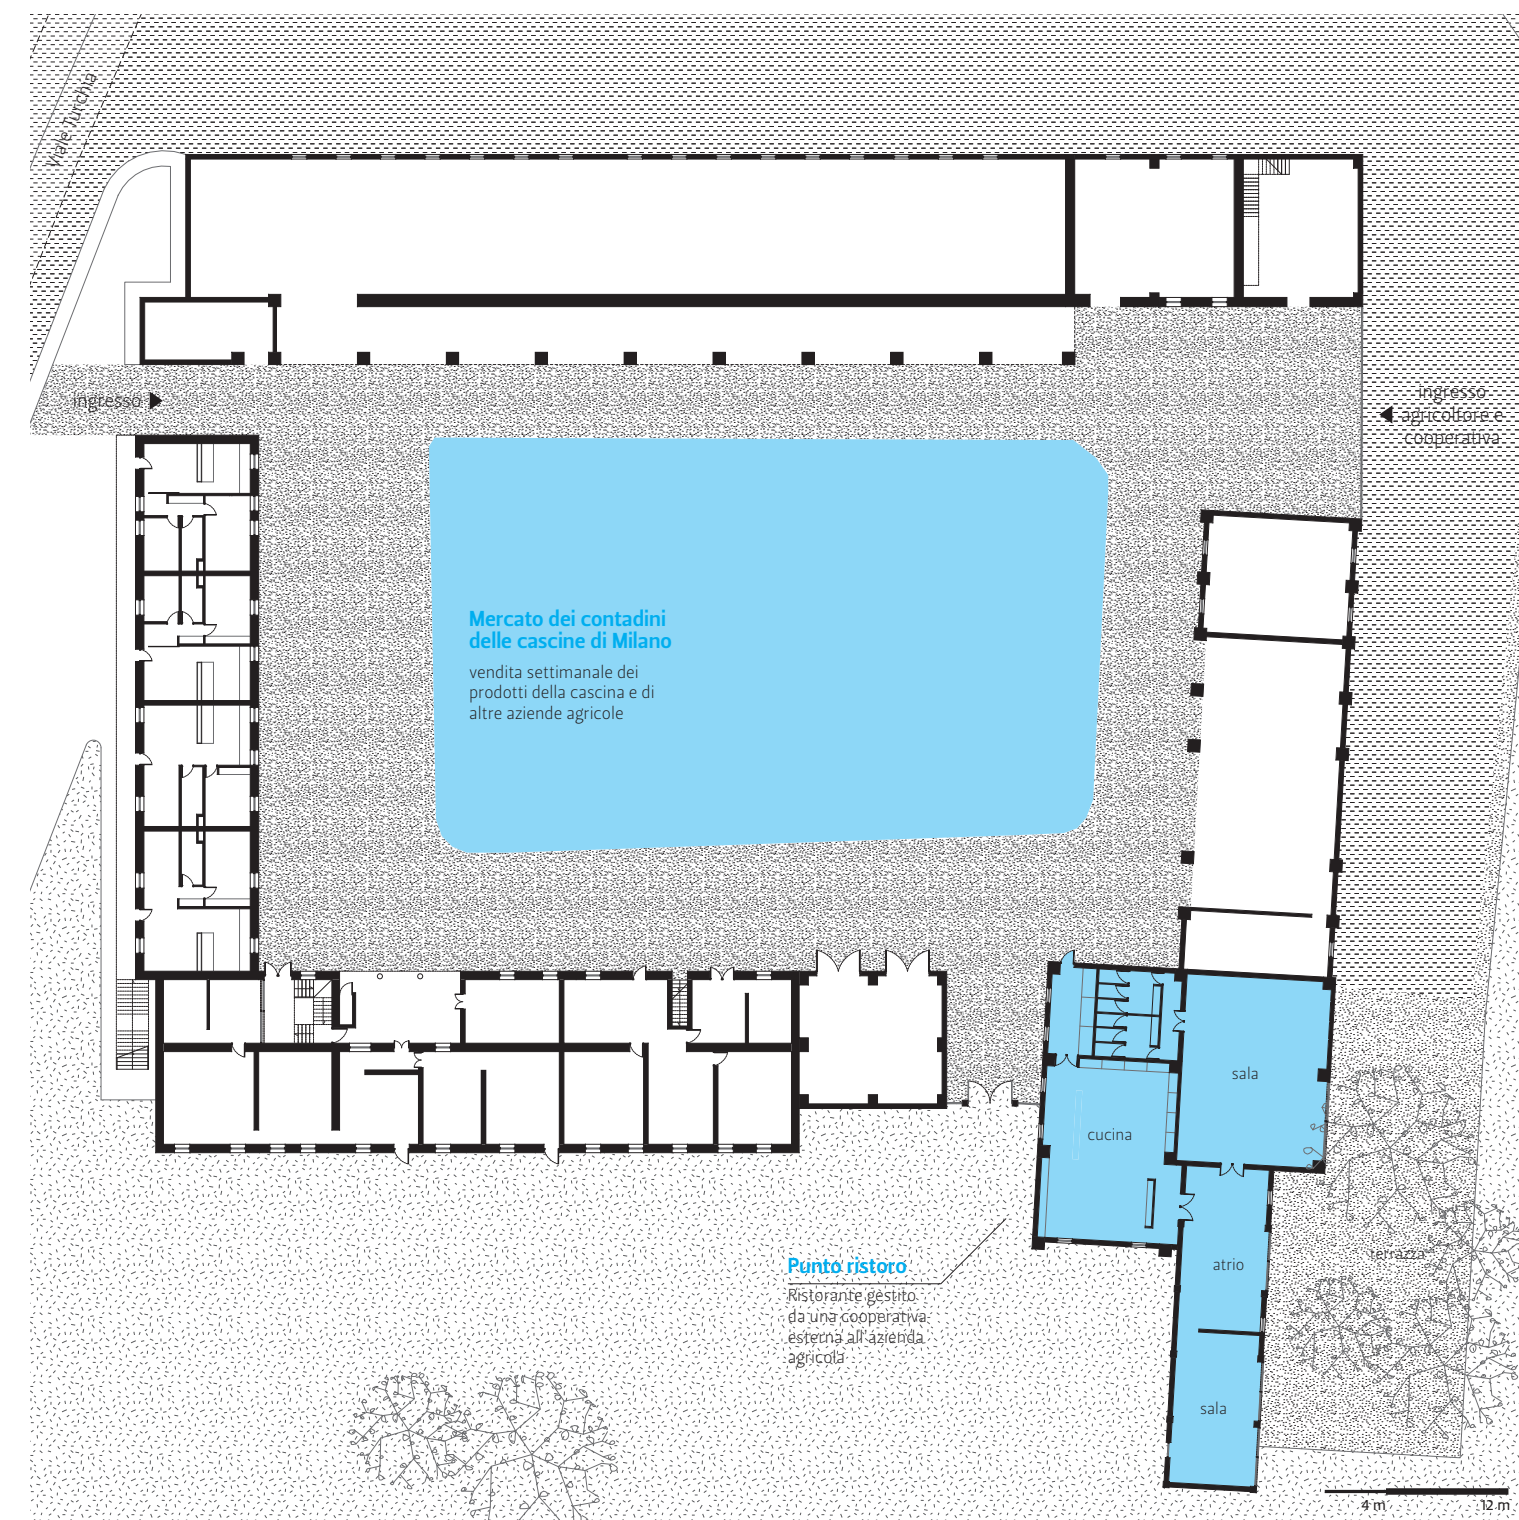 Viale Turchia
ingresso
ingresso
agricoltore e
cooperativa
Mercato dei contadini
delle cascine di Milano
vendita settimanale dei
prodotti della cascina e di
altre aziende agricole
sala
cucina
Punto ristoro
Ristorante gestito
da una cooperativa
esterna all'azienda
agricola
terrazza
atrio
sala
4 m 12 m